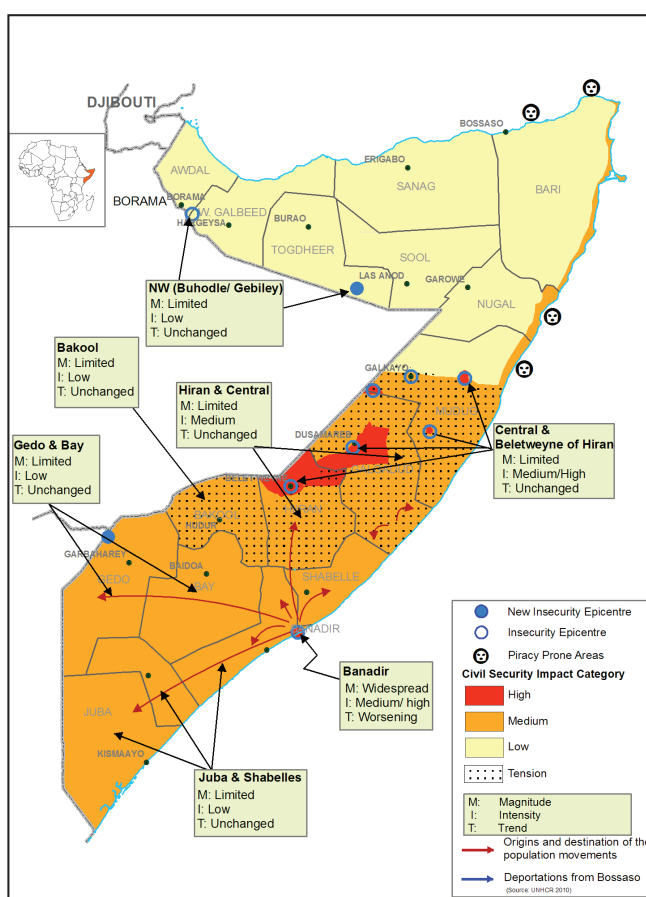 DJIBOUTI
BOSSASO
ERIGABO
AWDAL
SANAG
BARI
BORAMA
BORAMA
W. GALBEED
BURAO
HARGEYSA
TOGDHEER
SOOL
LAS ANOD
GAROWE
NUGAL
NW (Buhodle/ Gebiley)
M: Limited
I: Low
T: Unchanged
Bakool
M: Limited
I: Low
T: Unchanged
GALKAYO
Hiran & Central
M: Limited
I: Medium
T: Unchanged
MUDUG
DUSAMAREB
Central &
Beletweyne of Hiran
M: Limited
I: Medium/High
T: Unchanged
Gedo & Bay
M: Limited
I: Low
T: Unchanged
HUDUR
GARBAHAREY
BAIDOA
GEDO
BAY
SHABELLE
BANADIR
Banadir
M: Widespread
I: Medium/ high
T: Worsening
JUBA
KISMAAYO
Juba & Shabelles
M: Limited
I: Low
T: Unchanged
New Insecurity Epicentre
Insecurity Epicentre
Piracy Prone Areas
Civil Security Impact Category
High
Medium
Low
Tension
M: Magnitude
I: Intensity
T: Trend
Origins and destination of the
population movements
Deportations from Bossaso
(Source: UNHCR 2010)